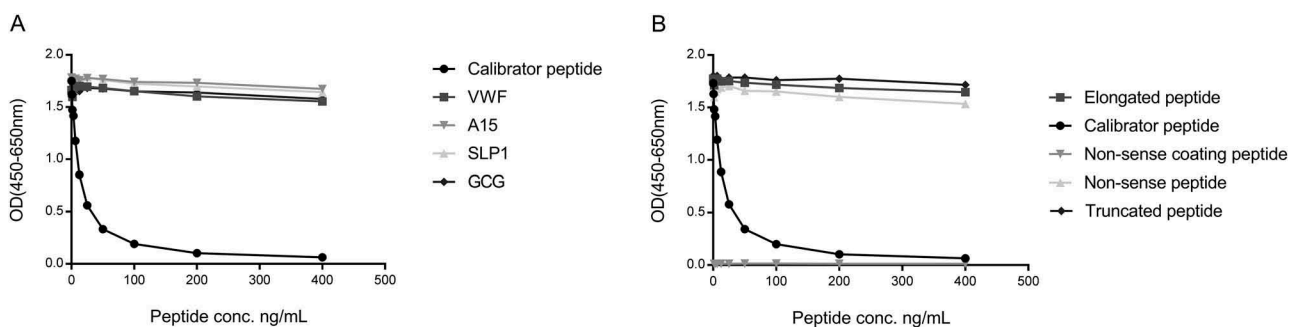 A
OD(450-650nm)
2.0
1.5
1.0
0.5
0.0
0
100
200
300
400
500
Peptide conc. ng/mL
Calibrator peptide
VWF
A15
SLP1
GCG
B
OD(450-650nm)
2.0
1.5
1.0
0.5
0.0
0
100
200
300
400
500
Peptide conc. ng/mL
Elongated peptide
Calibrator peptide
Non-sense coating peptide
Non-sense peptide
Truncated peptide